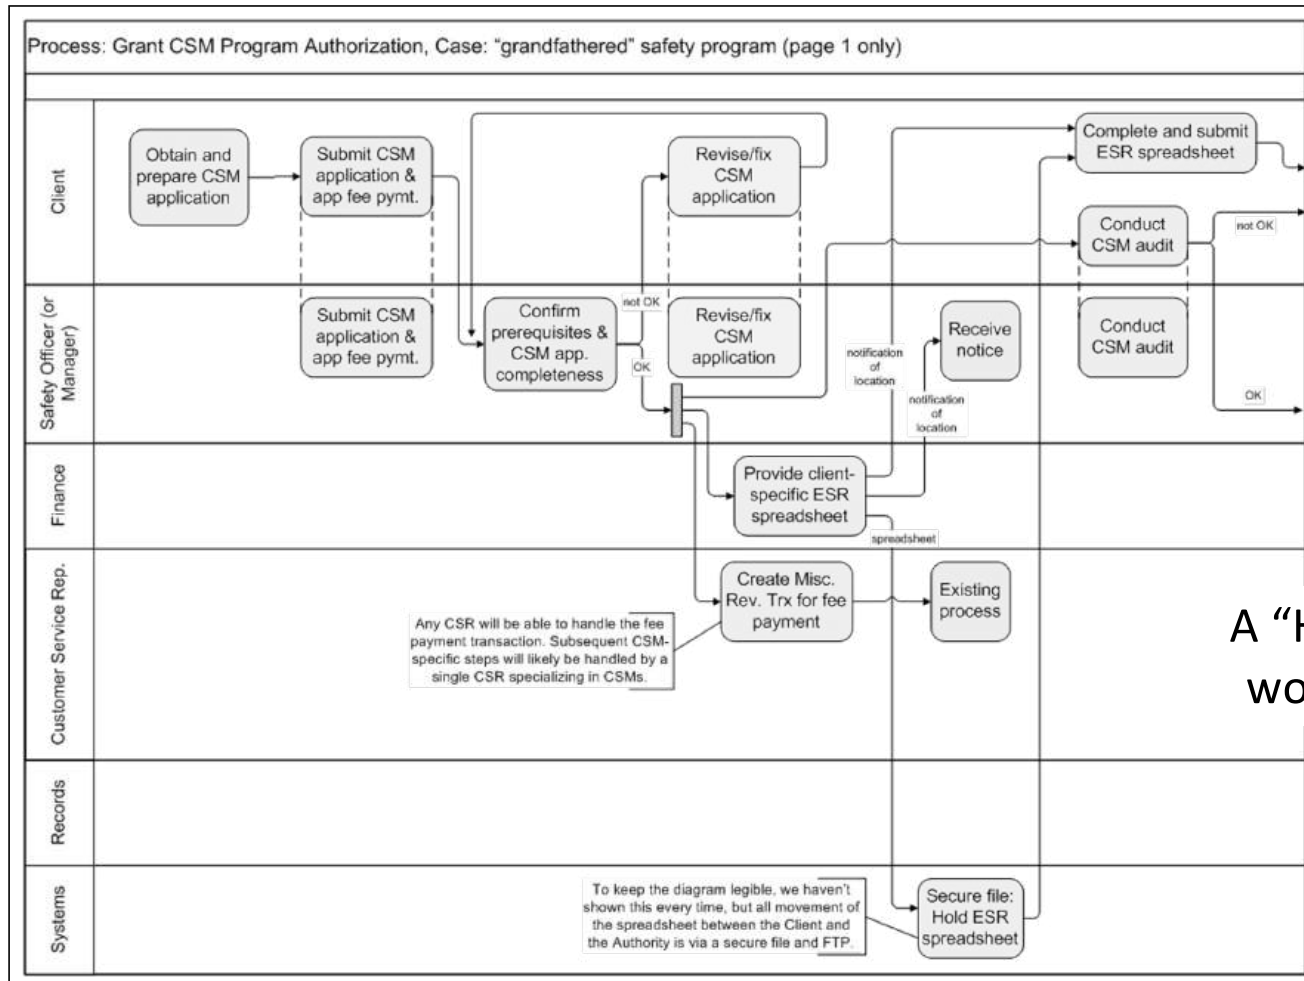 Process: Grant CSM Program Authorization, Case: “grandfathered” safety program (page 1 only)
Client
Obtain and
prepare CSM
application
Submit CSM
application &
app fee pymt.
Revise/fix
CSM
application
Complete and submit
ESR spreadsheet
Conduct
CSM audit
not OK
Safety Officer (or
Manager)
Submit CSM
application &
app fee pymt.
Confirm
prerequisites &
CSM app.
completeness
not OK
OK
Revise/fix
CSM
application
notification
of
location
Receive
notice
notification
of
location
Conduct
CSM audit
OK
Finance
Provide client-
specific ESR
spreadsheet
spreadsheet
Customer Service Rep.
Create Misc.
Rev. Trx for fee
payment
Existing
process
Any CSR will be able to handle the fee
payment transaction. Subsequent CSM-
specific steps will likely be handled by a
single CSR specializing in CSMs.
A “H
wo
Records
Systems
To keep the diagram legible, we haven’t
shown this every time, but all movement of
the spreadsheet between the Client and
the Authority is via a secure file and FTP.
Secure file:
Hold ESR
spreadsheet